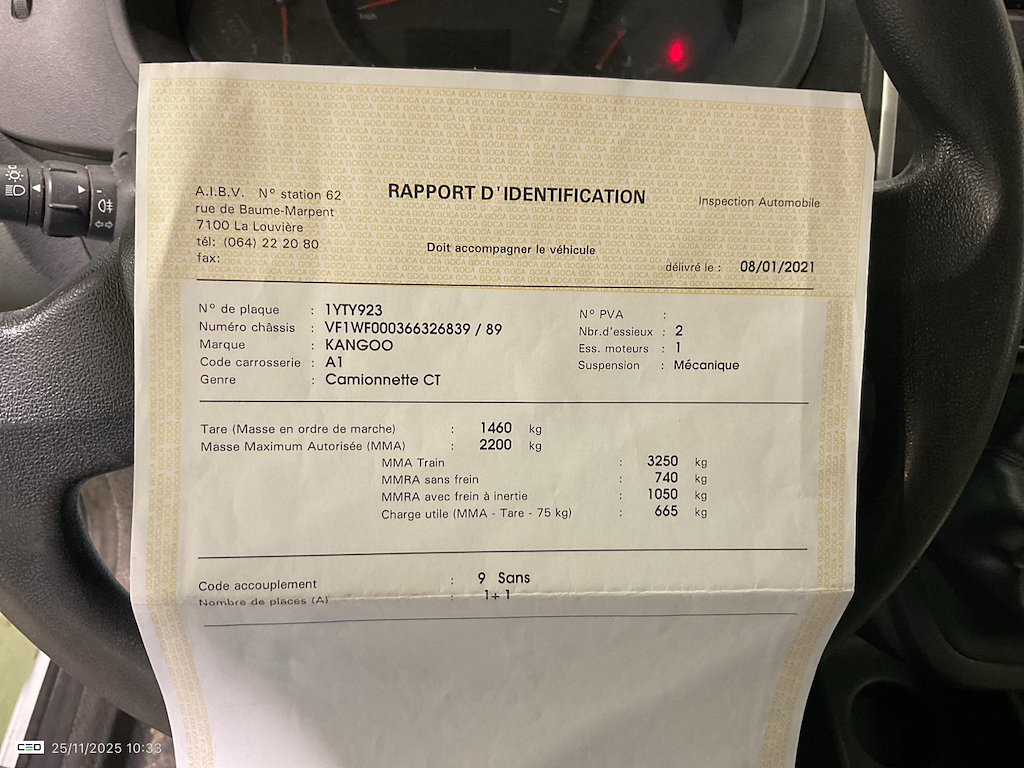 A.I.B.V. N° station 62
rue de Baume-Marpent
7100 La Louvière
tél: (064) 22 20 80
fax:
RAPPORT D'IDENTIFICATION
Doit accompagner le véhicule
Inspection Automobile
délivré le : 08/01/2021
N° de plaque : 1YTY923
Numéro châssis : VF1WF000366326839 / 89
Marque : KANGOO
Code carrosserie : A1
Genre : Camionnette CT
N° PVA :
Nbr.d'essieux : 2
Ess. moteurs : 1
Suspension : Mécanique
Tare (Masse en ordre de marche) : 1460 kg
Masse Maximum Autorisée (MMA) : 2200 kg
MMA Train : 3250 kg
MMRA sans frein : 740 kg
MMRA avec frein à inertie : 1050 kg
Charge utile (MMA - Tare - 75 kg) : 665 kg
Code accouplement : 9 Sans
Nombre de places (A) : 1+ 1
CEO 25/11/2025 10:33